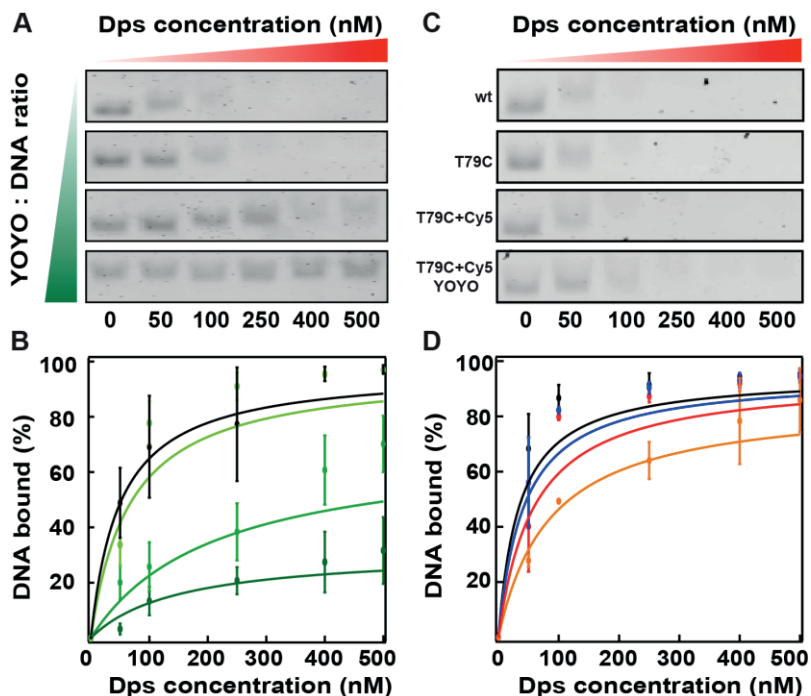 A
Dps concentration (nM)
YOYO : DNA ratio
0 50 100 250 400 500
B
DNA bound (%)
100
80
60
40
20
0 100 200 300 400 500
Dps concentration (nM)
C
Dps concentration (nM)
wt
T79C
T79C+Cy5
T79C+Cy5
YOYO
0 50 100 250 400 500
D
DNA bound (%)
100
80
60
40
20
0 100 200 300 400 500
Dps concentration (nM)